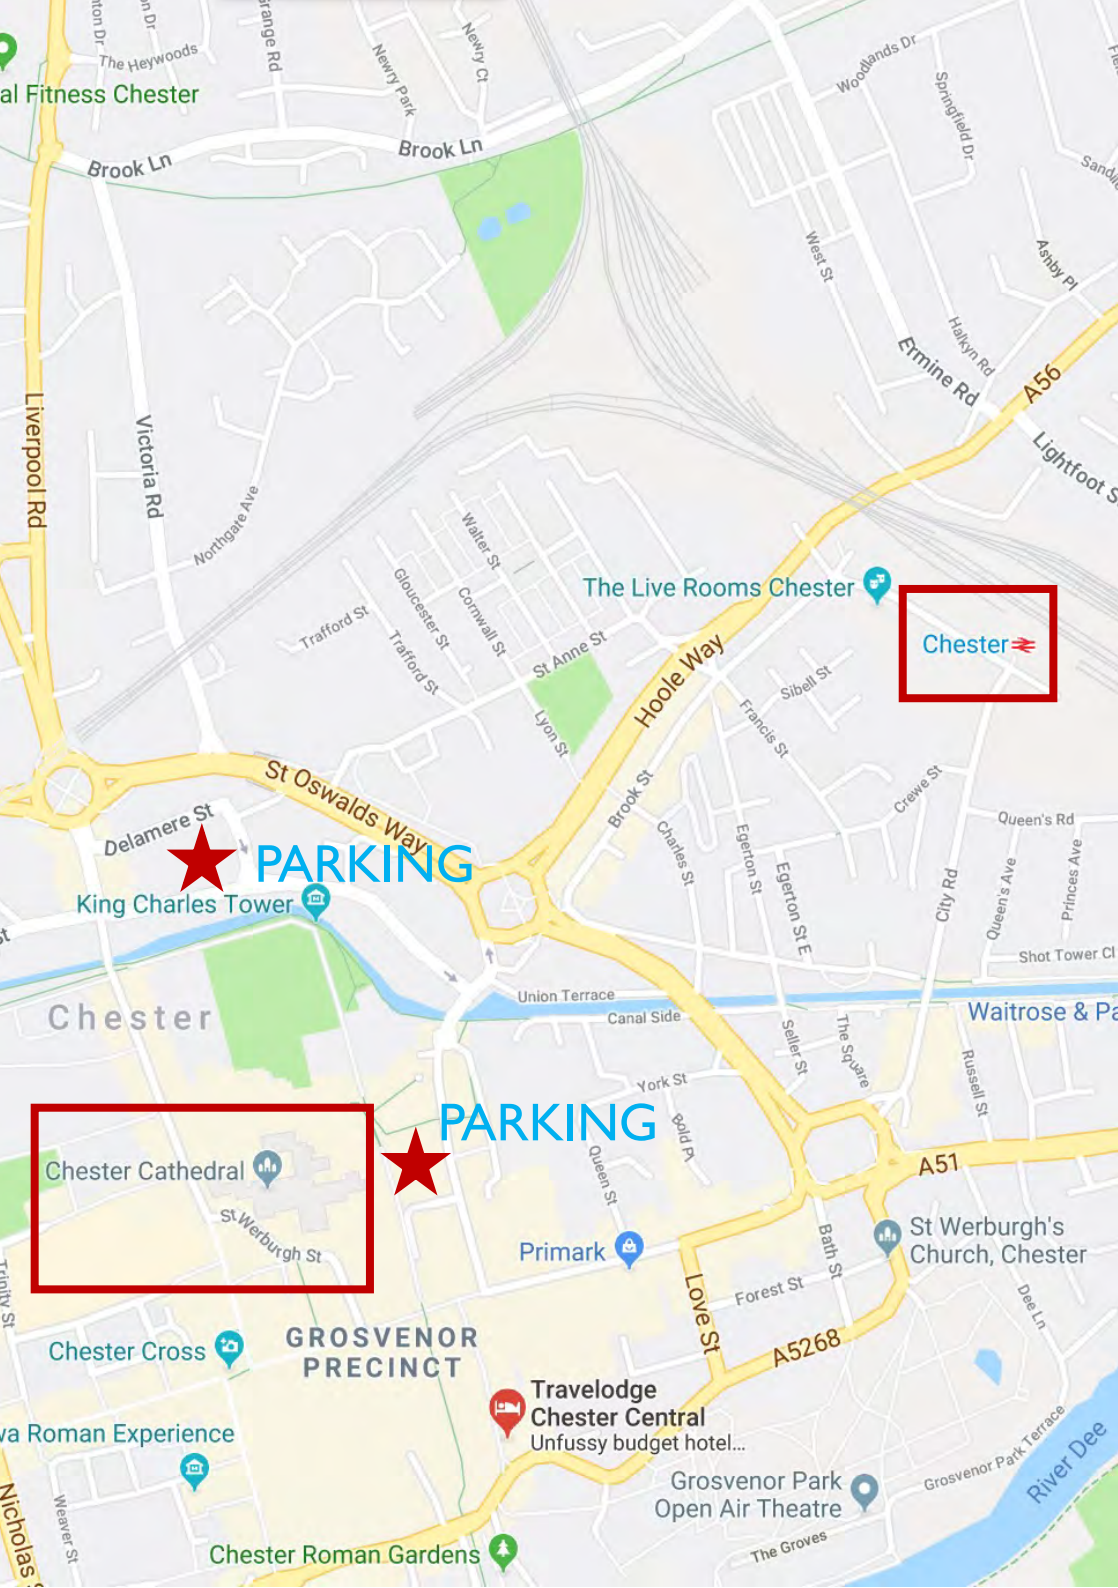 nton Dr
n Dr
Grange Rd
The Heywoods
Newry Park
Newry Ct
Woodlands Dr
Springfield Dr
al Fitness Chester
Brook Ln
Brook Ln
West St
Ashby Pl
Halkyn Rd
Ermine Rd
A56
Lightfoot S
Liverpool Rd
Victoria Rd
Northgate Ave
Walter St
Gloucester St
Cornwall St
Trafford St
Trafford St
St Anne St
Lyon St
The Live Rooms Chester
Chester
Hoole Way
Sibell St
Francis St
St Oswalds Way
Brook St
Crewe St
Delamere St
Charles St
Egerton St
Egerton St E
Queen's Rd
Queen's Ave
Princes Ave
City Rd
PARKING
King Charles Tower
Shot Tower Cl
Union Terrace
Canal Side
Waitrose & Pa
Chester
Seller St
The Square
Russell St
York St
Bold Pl
PARKING
Queen St
Chester Cathedral
St Werburgh St
A51
Primark
Bath St
St Werburgh's
Church, Chester
Trinity St
Love St
Forest St
Dee Ln
Chester Cross
GROSVENOR
PRECINCT
A5268
Travelodge
Chester Central
Unfussy budget hotel...
va Roman Experience
Grosvenor Park
Open Air Theatre
Grosvenor Park Terrace
River Dee
Nicholas S
Weaver St
Chester Roman Gardens
The Groves